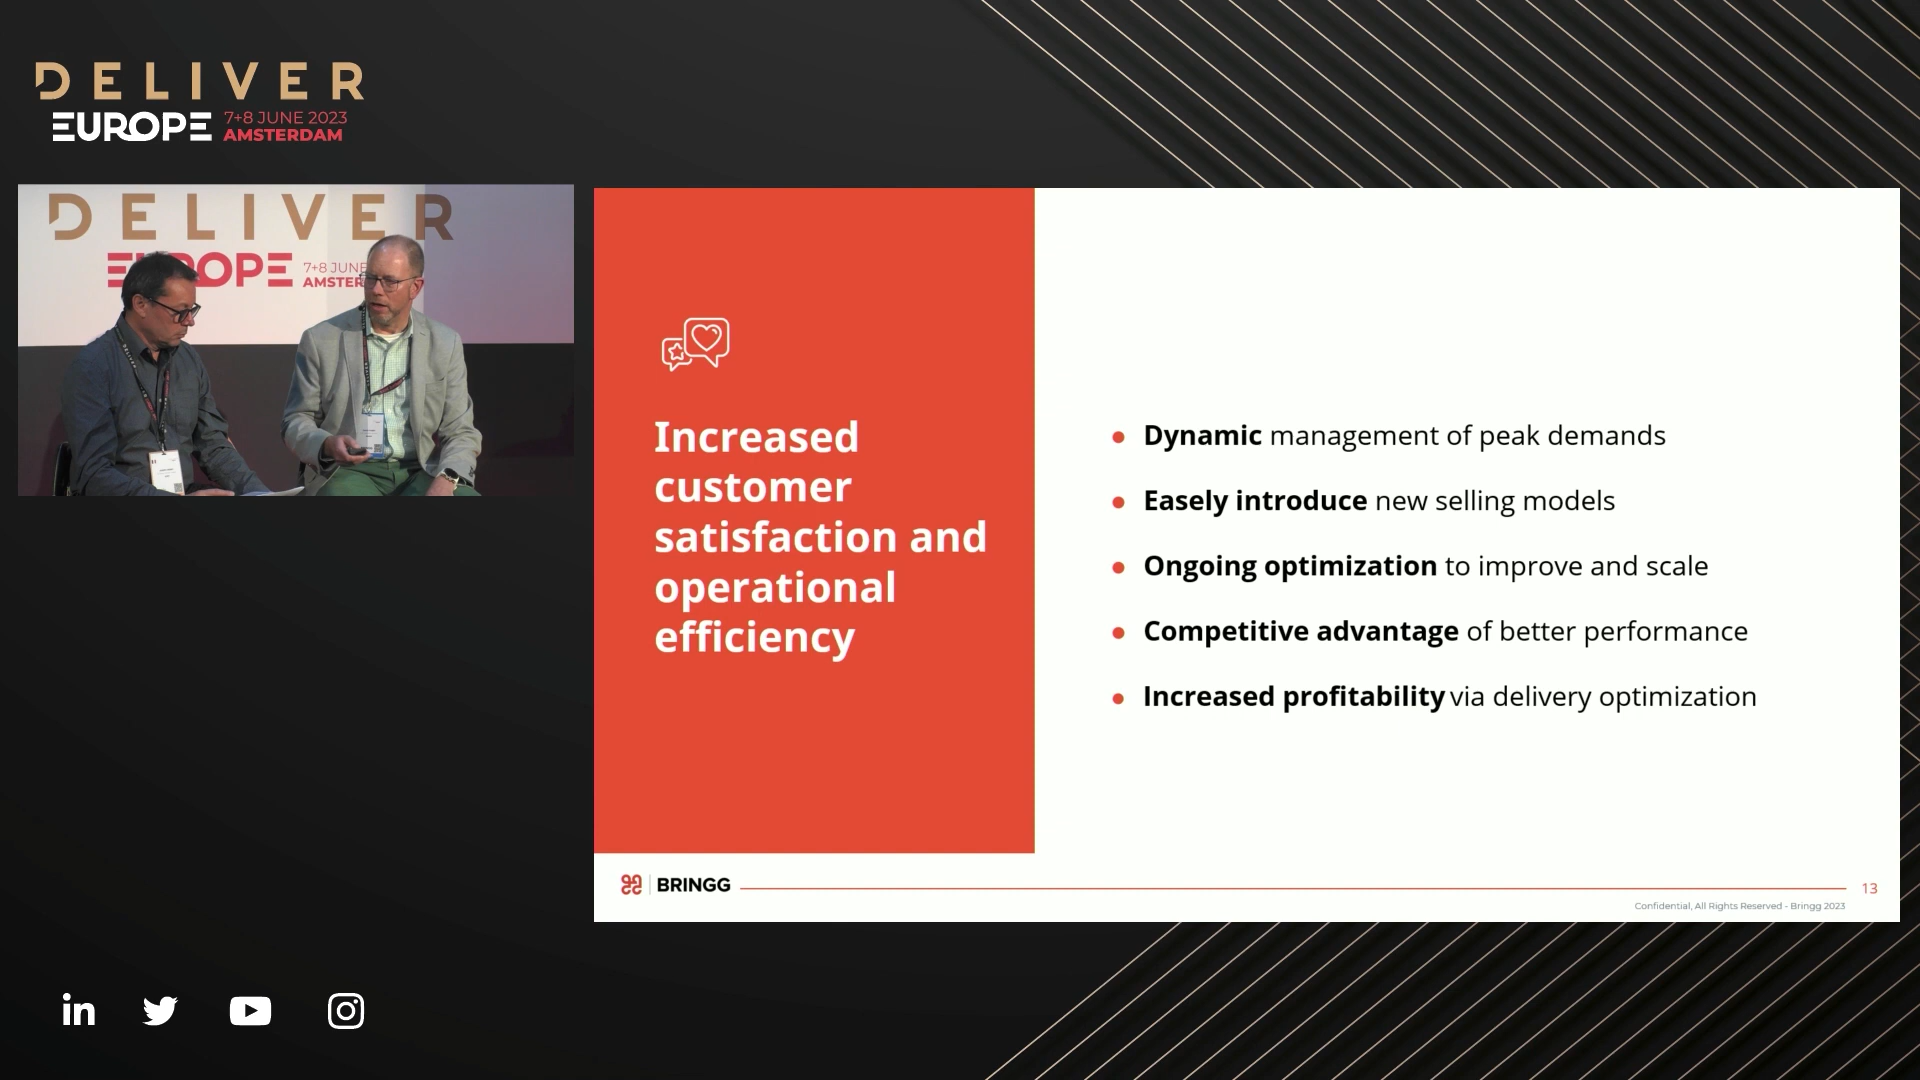 DELIVER
EUROPE 7+8 JUNE 2023
AMSTERDAM
DELIVER
7+8 JUNE
Increased
customer
satisfaction and
operational
efficiency
Dynamic management of peak demands
Easely introduce new selling models
Ongoing optimization to improve and scale
Competitive advantage of better performance
Increased profitability via delivery optimization
BRINGG
13
Confidential, All Rights Reserved - Bringg 2023
in